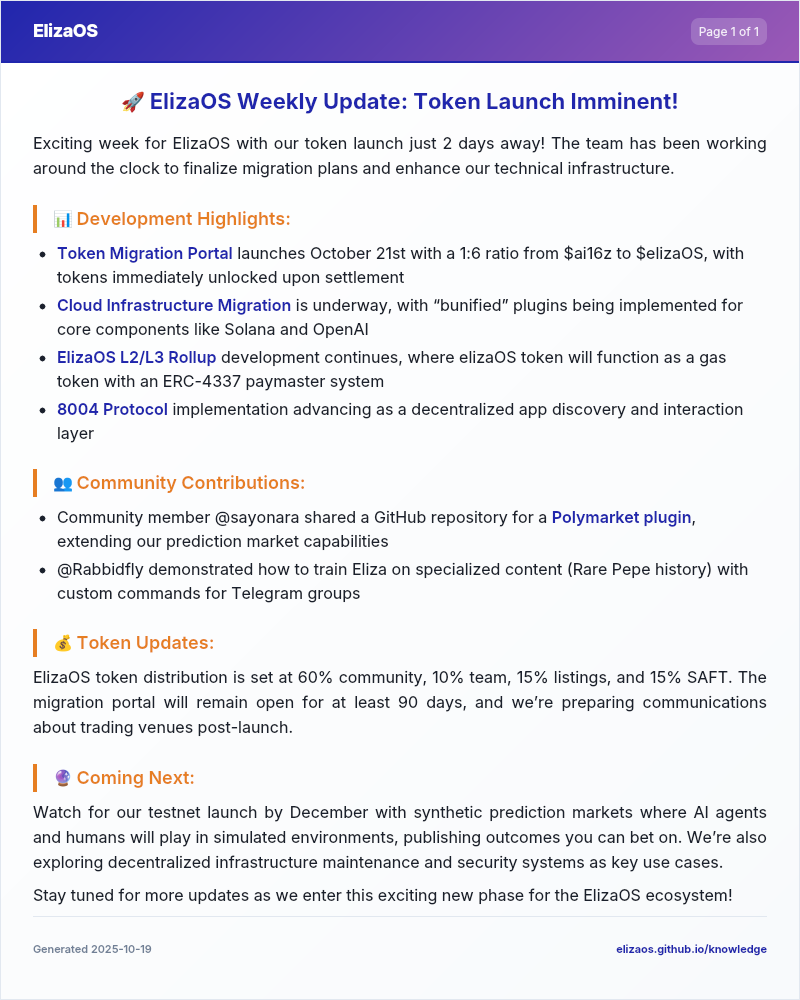 ElizaOS
Page 1 of 1
🚀 ElizaOS Weekly Update: Token Launch Imminent!
Exciting week for ElizaOS with our token launch just 2 days away! The team has been working
around the clock to finalize migration plans and enhance our technical infrastructure.
📊 Development Highlights:
• Token Migration Portal launches October 21st with a 1:6 ratio from $ai16z to $elizaOS, with
tokens immediately unlocked upon settlement
• Cloud Infrastructure Migration is underway, with “bunified” plugins being implemented for
core components like Solana and OpenAI
• ElizaOS L2/L3 Rollup development continues, where elizaOS token will function as a gas
token with an ERC-4337 paymaster system
• 8004 Protocol implementation advancing as a decentralized app discovery and interaction
layer
👥 Community Contributions:
• Community member @sayonara shared a GitHub repository for a Polymarket plugin,
extending our prediction market capabilities
• @Rabbidfly demonstrated how to train Eliza on specialized content (Rare Pepe history) with
custom commands for Telegram groups
💰 Token Updates:
ElizaOS token distribution is set at 60% community, 10% team, 15% listings, and 15% SAFT. The
migration portal will remain open for at least 90 days, and we’re preparing communications
about trading venues post-launch.
🔮 Coming Next:
Watch for our testnet launch by December with synthetic prediction markets where AI agents
and humans will play in simulated environments, publishing outcomes you can bet on. We’re also
exploring decentralized infrastructure maintenance and security systems as key use cases.
Stay tuned for more updates as we enter this exciting new phase for the ElizaOS ecosystem!
Generated 2025-10-19
elizaos.github.io/knowledge